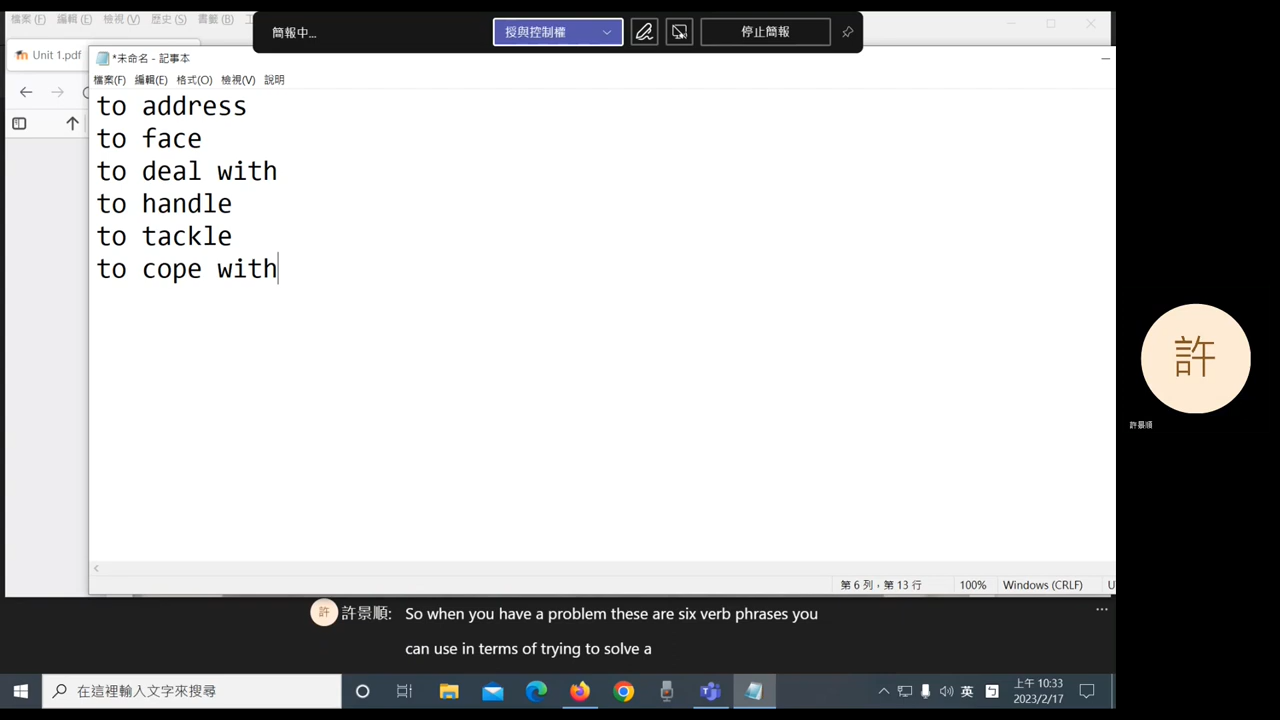 檔案(F) 編輯(E) 檢視(V) 歷史(S) 書籤(B)
簡報中...
授與控制權
停止簡報
Unit 1.pdf
*未命名 - 記事本
檔案(F) 編輯(E) 格式(O) 檢視(V) 說明
to address
to face
to deal with
to handle
to tackle
to cope with
許
許景順
第 6 列，第 13 行 100% Windows (CRLF)
許 許景順: So when you have a problem these are six verb phrases you
can use in terms of trying to solve a
在這裡輸入文字來搜尋
英
上午 10:33
2023/2/17